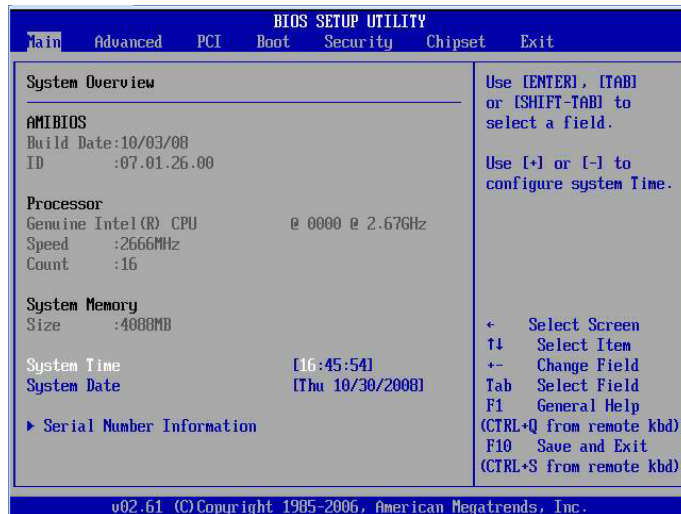 BIOS SETUP UTILITY
Main Advanced PCI Boot Security Chipset Exit
System Overview
AMIBIOS
Build Date:10/03/08
ID :07.01.26.00
Processor
Genuine Intel(R) CPU @ 0000 @ 2.67GHz
Speed :2666MHz
Count :16
System Memory
Size :4088MB
System Time [16:45:54]
System Date [Thu 10/30/2008]
▶ Serial Number Information
Use [ENTER], [TAB]
or [SHIFT-TAB] to
select a field.
Use [+] or [-] to
configure system Time.
← Select Screen
↑↓ Select Item
+- Change Field
Tab Select Field
F1 General Help
(CTRL+Q from remote kbd)
F10 Save and Exit
(CTRL+S from remote kbd)
v02.61 (C)Copyright 1985-2006, American Megatrends, Inc.